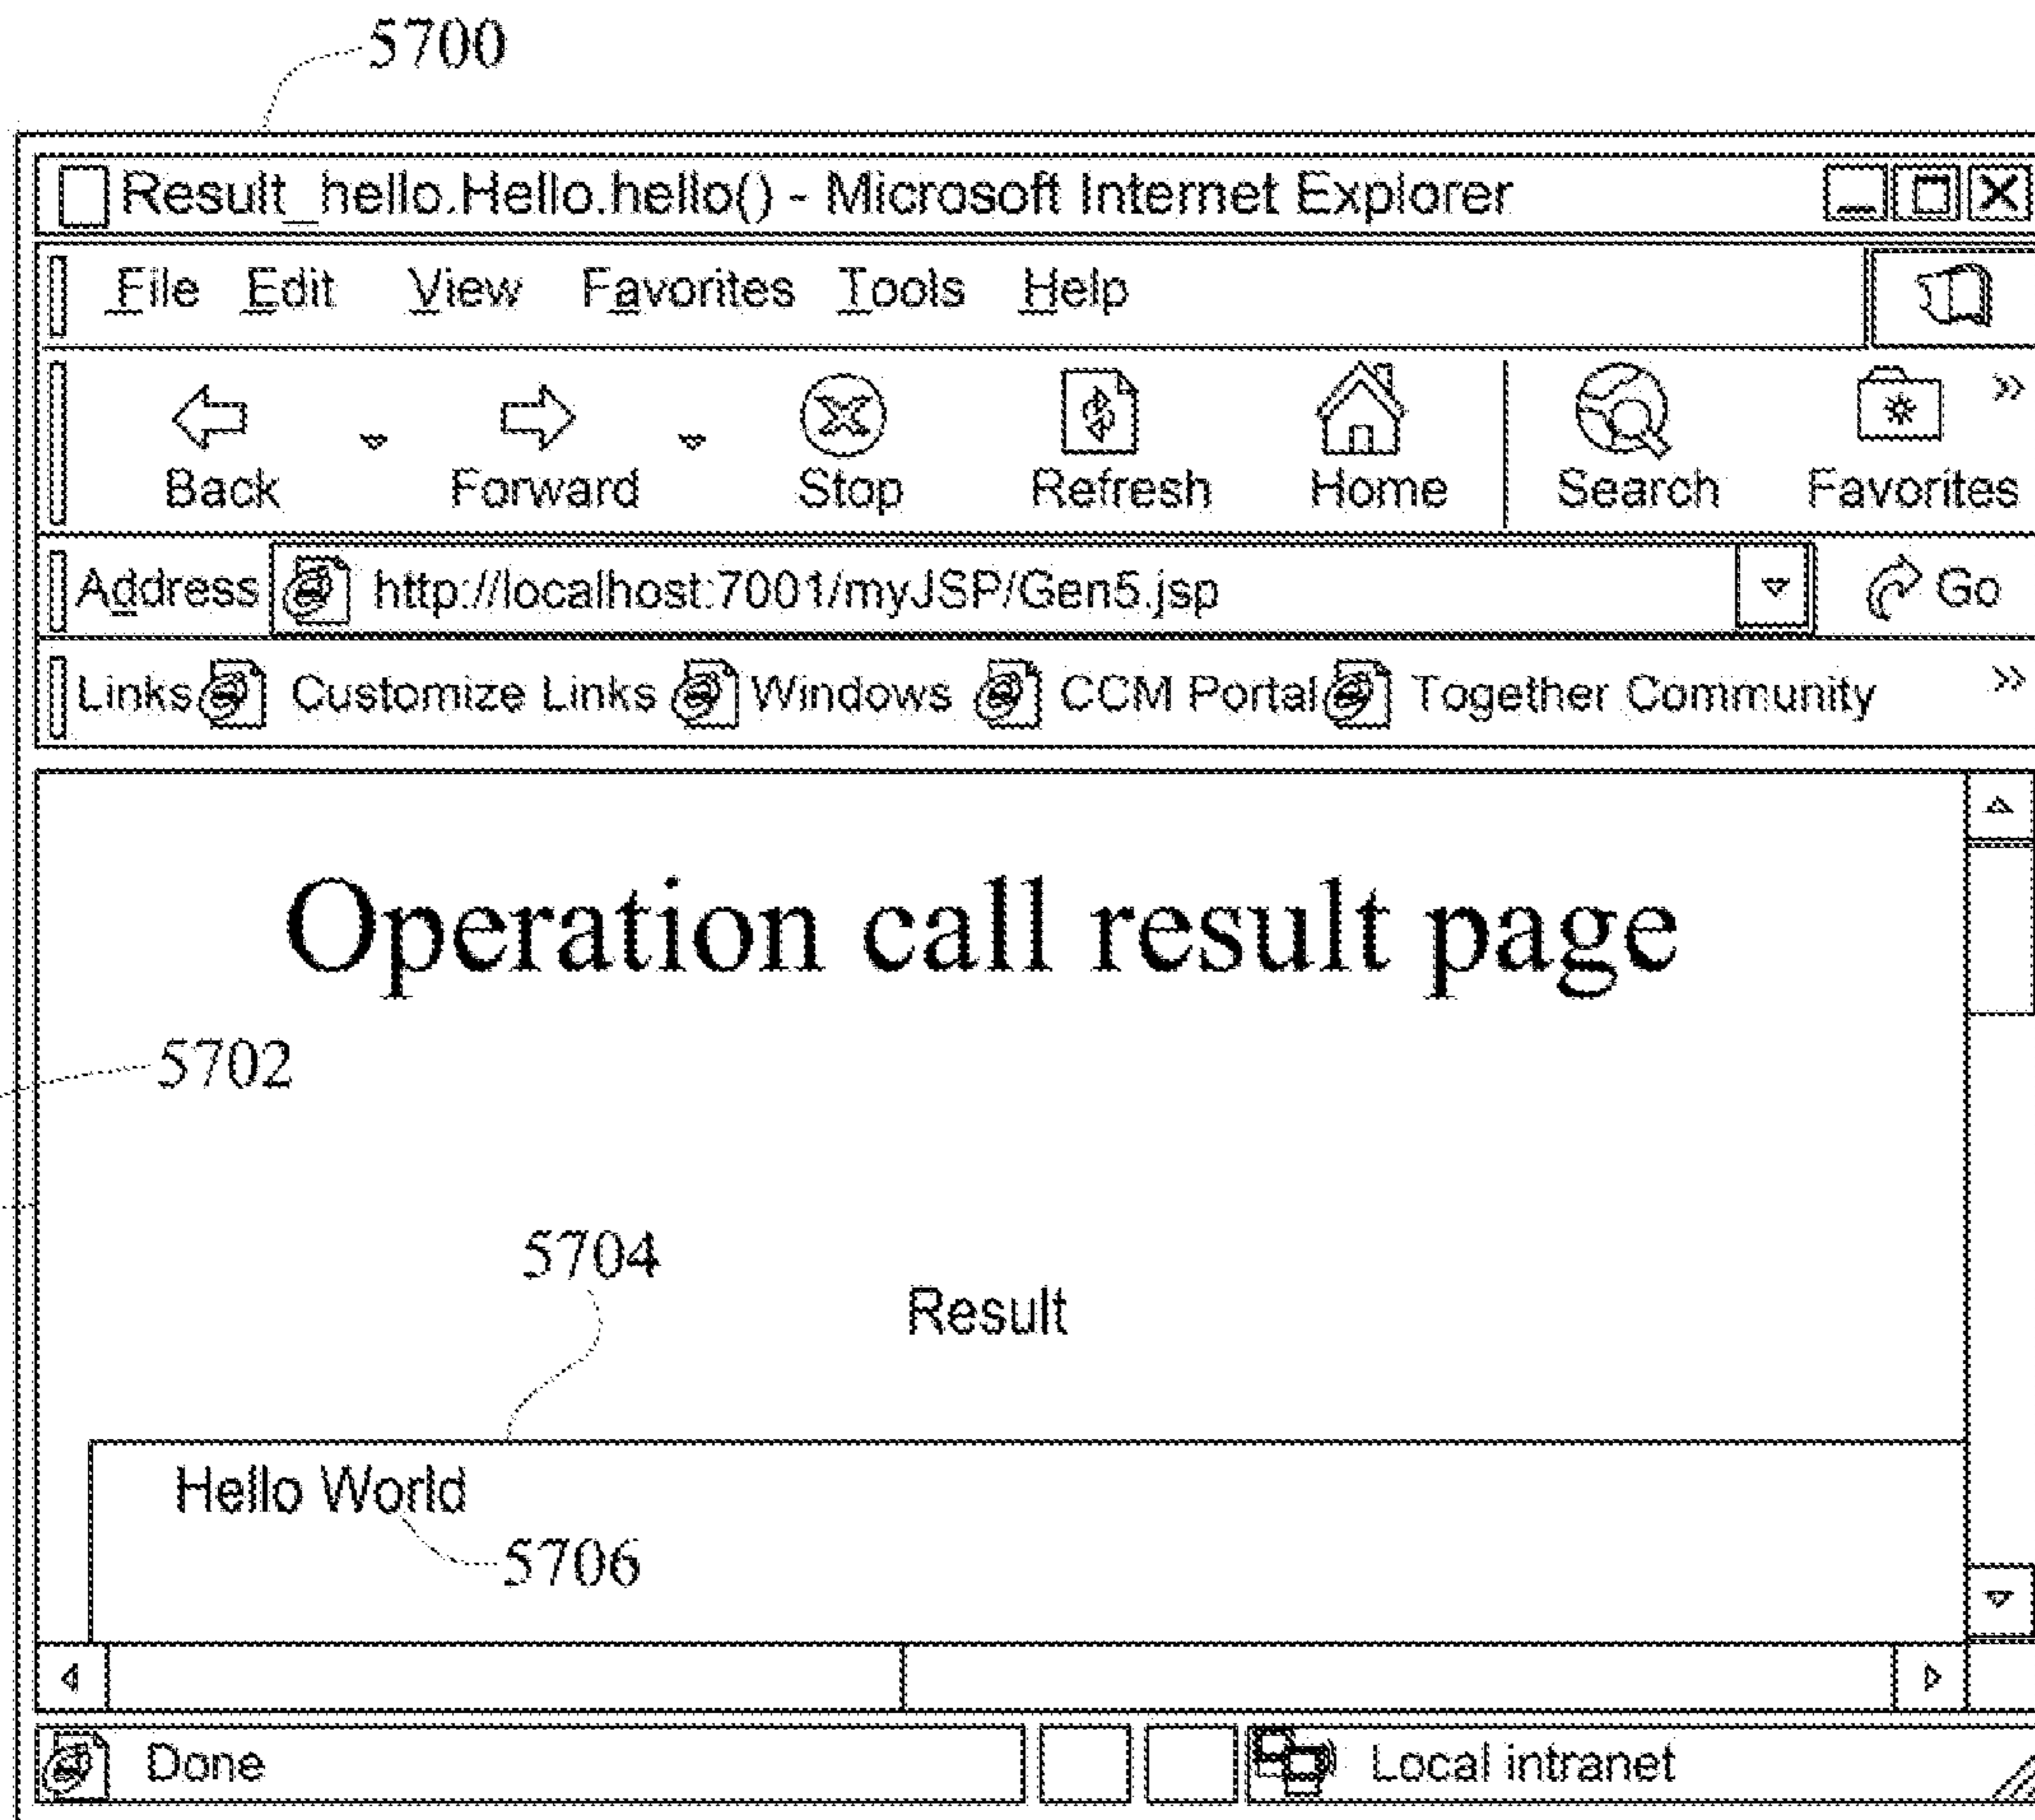 5700
Result_hello.Hello.hello() - Microsoft Internet Explorer
File Edit View Favorites Tools Help
Back Forward Stop Refresh Home Search Favorites »
Address http://localhost:7001/myJSP/Gen5.jsp Go
Links Customize Links Windows CCM Portal Together Community »
Operation call result page
5702
5704
Result
Hello World
5706
Done Local intranet